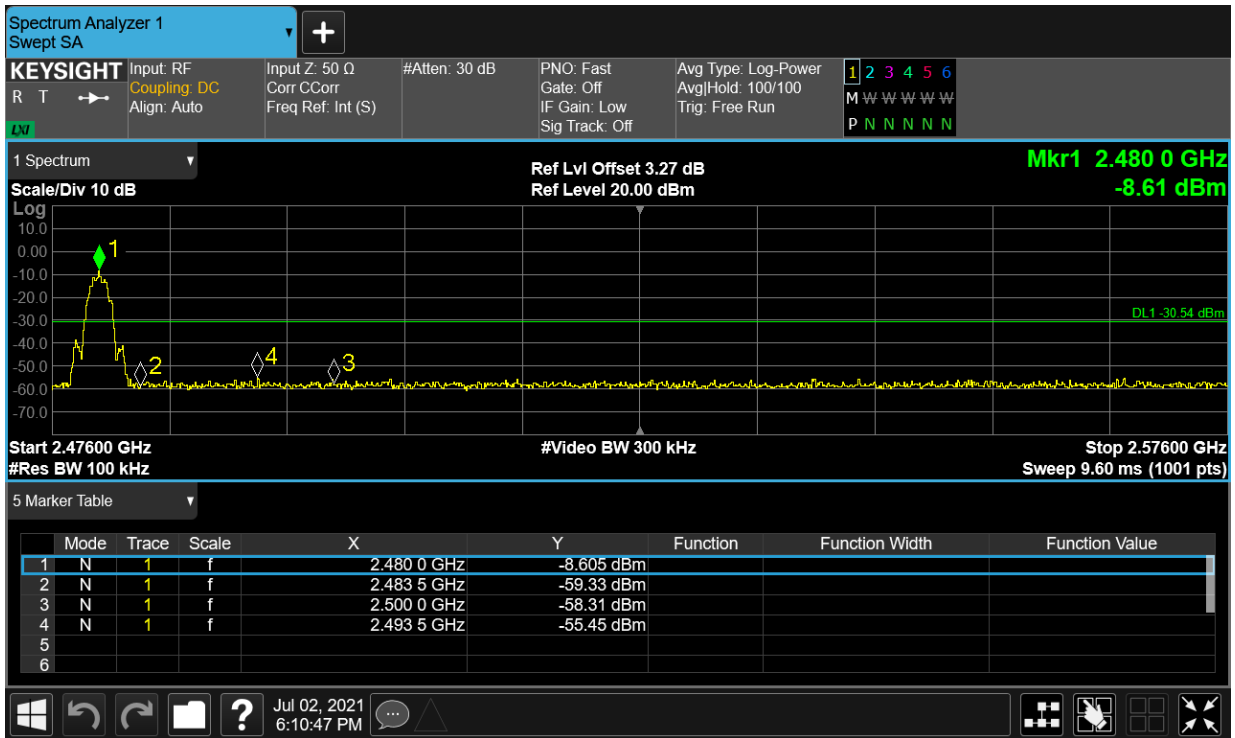 Spectrum Analyzer 1
Swept SA
KEYSIGHT
R T
LXI
Input: RF
Coupling: DC
Align: Auto
Input Z: 50 Ω
Corr CCorr
Freq Ref: Int (S)
#Atten: 30 dB
PNO: Fast
Gate: Off
IF Gain: Low
Sig Track: Off
Avg Type: Log-Power
Avg|Hold: 100/100
Trig: Free Run
1 2 3 4 5 6
M W W W W W
P N N N N N
1 Spectrum
Scale/Div 10 dB
Ref Lvl Offset 3.27 dB
Ref Level 20.00 dBm
Mkr1 2.480 0 GHz
-8.61 dBm
Log
10.0
0.00
-10.0
-20.0
-30.0
-40.0
-50.0
-60.0
-70.0
1
2
4
3
DL1 -30.54 dBm
Start 2.47600 GHz
#Res BW 100 kHz
#Video BW 300 kHz
Stop 2.57600 GHz
Sweep 9.60 ms (1001 pts)
5 Marker Table
Mode Trace Scale X Y Function Function Width Function Value
1 N 1 f 2.480 0 GHz -8.605 dBm
2 N 1 f 2.483 5 GHz -59.33 dBm
3 N 1 f 2.500 0 GHz -58.31 dBm
4 N 1 f 2.493 5 GHz -55.45 dBm
5
6
?
Jul 02, 2021
6:10:47 PM